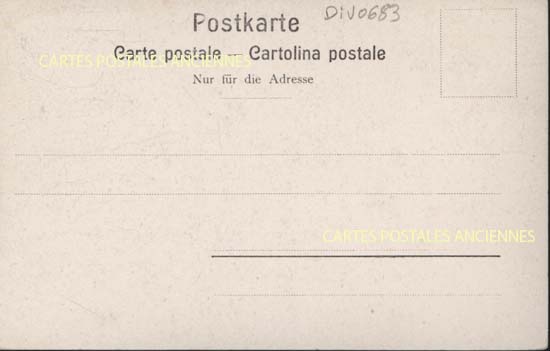 Postkarte
DIV0683
Carte postale — Cartolina postale
CARTES POSTALES ANCIENNES
Nur für die Adresse
CARTES POSTALES ANCIENNES